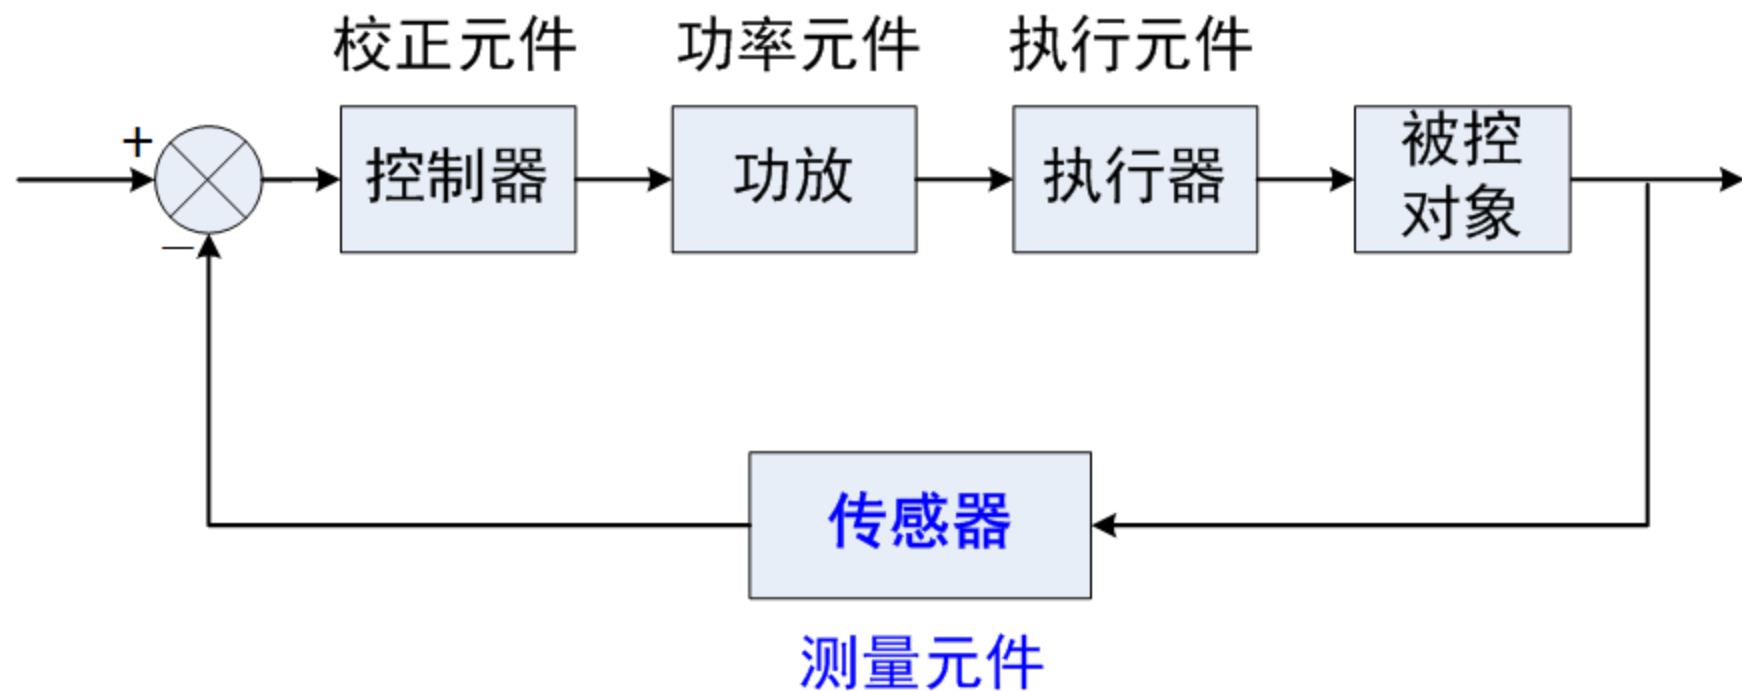 校正元件
功率元件
执行元件
+
控制器
功放
执行器
被控
对象
—
传感器
测量元件